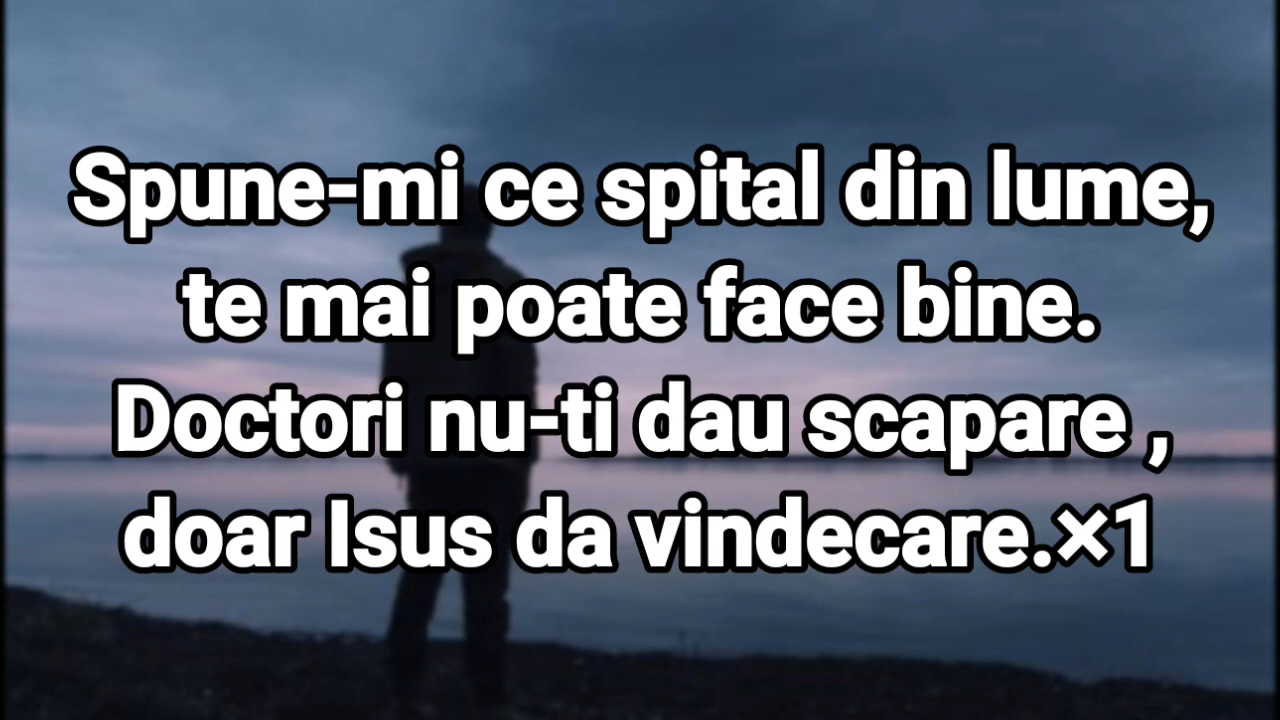 Spune-mi ce spital din lume,
te mai poate face bine.
Doctori nu-ti dau scapare ,
doar Isus da vindecare.×1